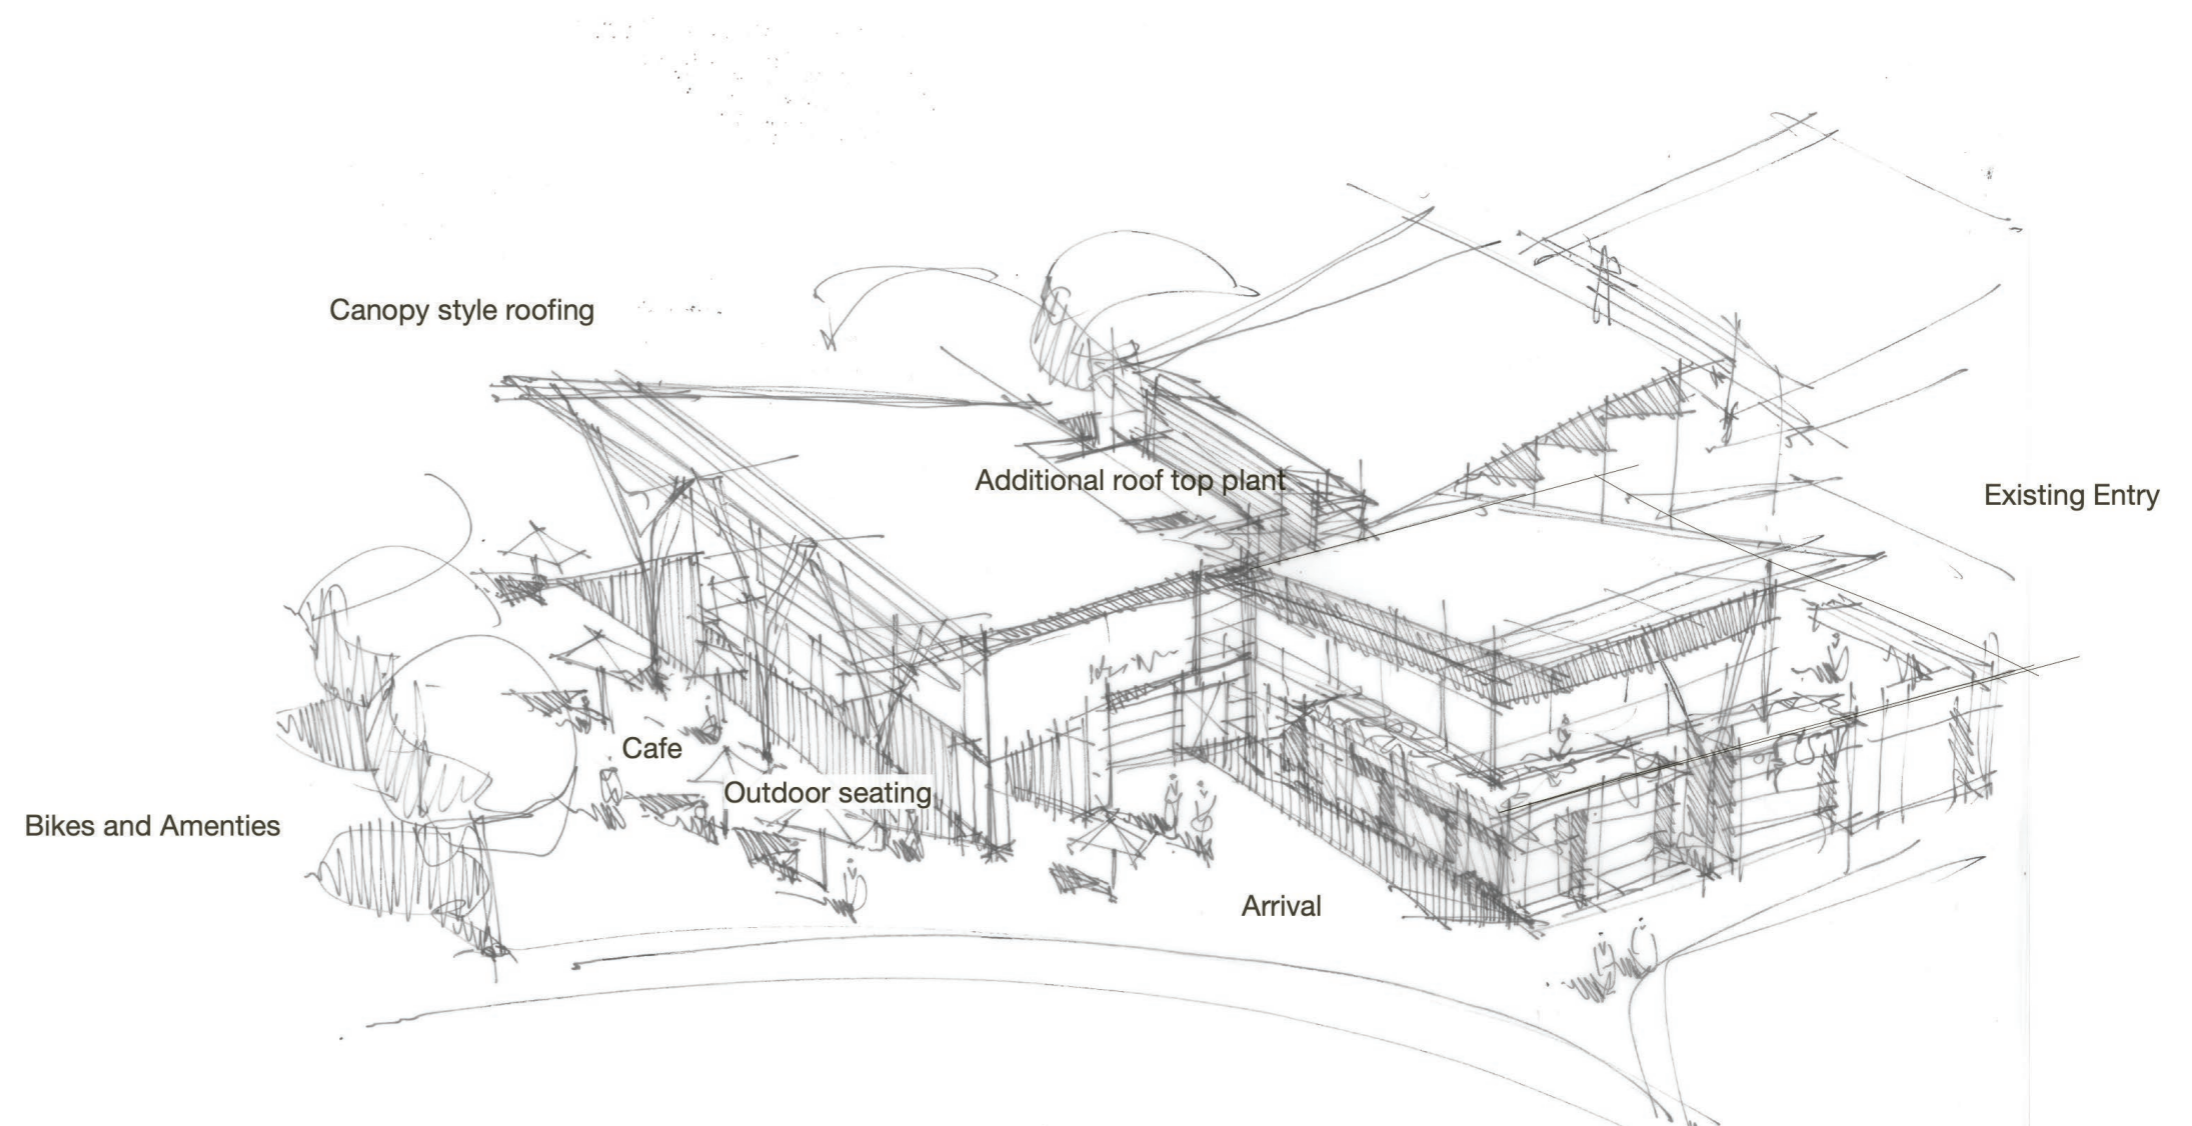 Canopy style roofing
Additional roof top plant
Existing Entry
Cafe
Outdoor seating
Bikes and Amenties
Arrival